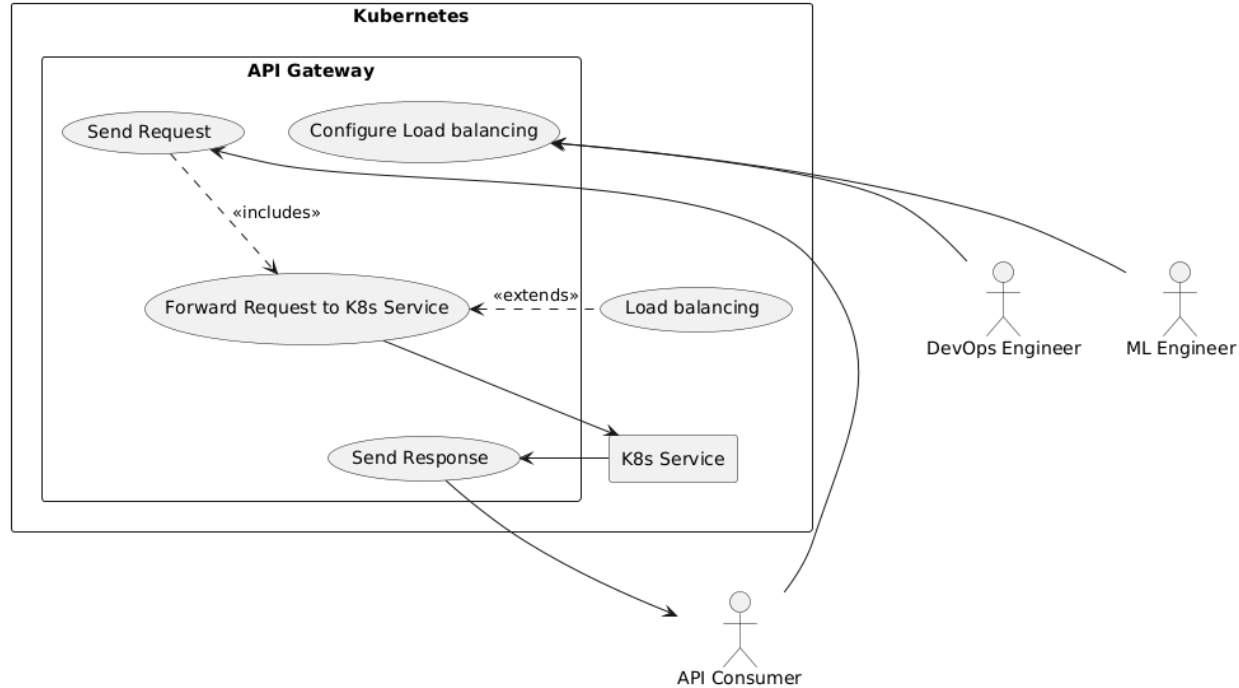 Kubernetes
API Gateway
Send Request
Configure Load balancing
«includes»
Forward Request to K8s Service
«extends»
Load balancing
DevOps Engineer
ML Engineer
Send Response
K8s Service
API Consumer